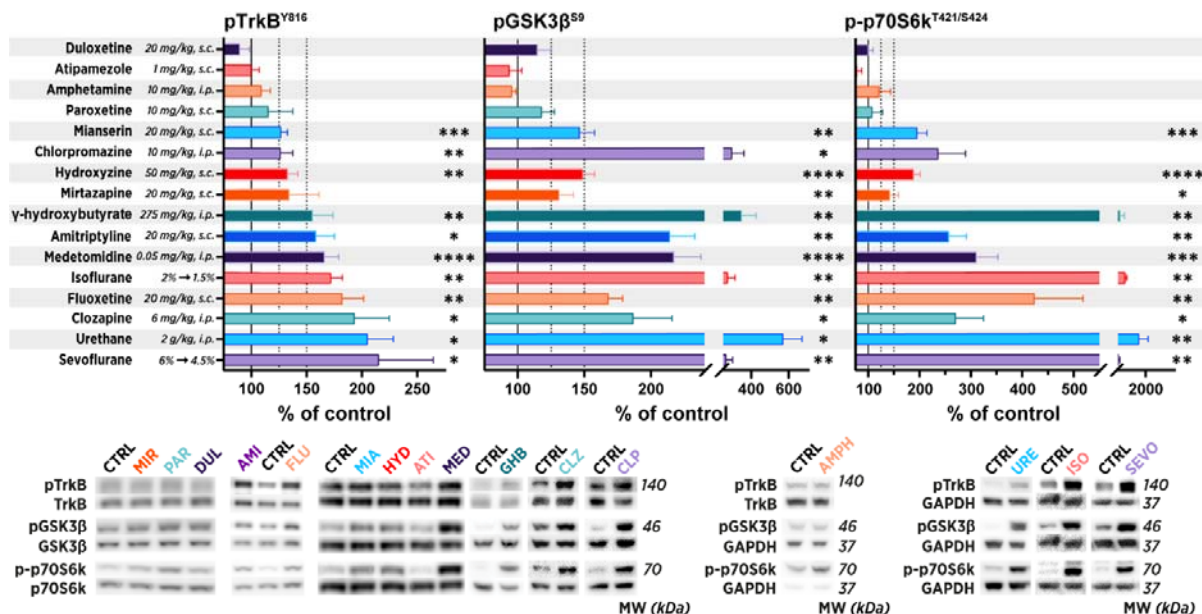 pTrkB^Y816 pGSK3β^S9 p-p70S6k^T421/S424
Duloxetine 20 mg/kg, s.c.
Atipamezole 1 mg/kg, s.c.
Amphetamine 10 mg/kg, i.p.
Paroxetine 10 mg/kg, s.c.
Mianserin 20 mg/kg, s.c. *** ** ***
Chlorpromazine 10 mg/kg, i.p. ** *
Hydroxyzine 50 mg/kg, s.c. ** **** ****
Mirtazapine 20 mg/kg, s.c. ** *
γ-hydroxybutyrate 275 mg/kg, i.p. ** ** **
Amitriptyline 20 mg/kg, s.c. * ** **
Medetomidine 0.05 mg/kg, i.p. **** **** ***
Isoflurane 2% → 1.5% ** ** **
Fluoxetine 20 mg/kg, s.c. ** ** **
Clozapine 6 mg/kg, i.p. * * *
Urethane 2 g/kg, i.p. * * **
Sevoflurane 6% → 4.5% * ** **
100 150 200 250 100 200 300 600 100 200 300 400 500 2000
% of control % of control % of control
CTRL MIR PAR DUL AMI CTRL FLU CTRL MIA HYD ATI MED CTRL GHB CTRL CLZ CTRL CLP CTRL AMPH CTRL URE CTRL ISO CTRL SEVO
pTrkB 140 pTrkB 140 pTrkB 140
TrkB TrkB GAPDH 37
pGSK3β 46 pGSK3β 46 pGSK3β 46
GSK3β GAPDH 37 GAPDH 37
p-p70S6k 70 p-p70S6k 70 p-p70S6k 70
p70S6k GAPDH 37 GAPDH 37
MW (kDa) MW (kDa) MW (kDa)